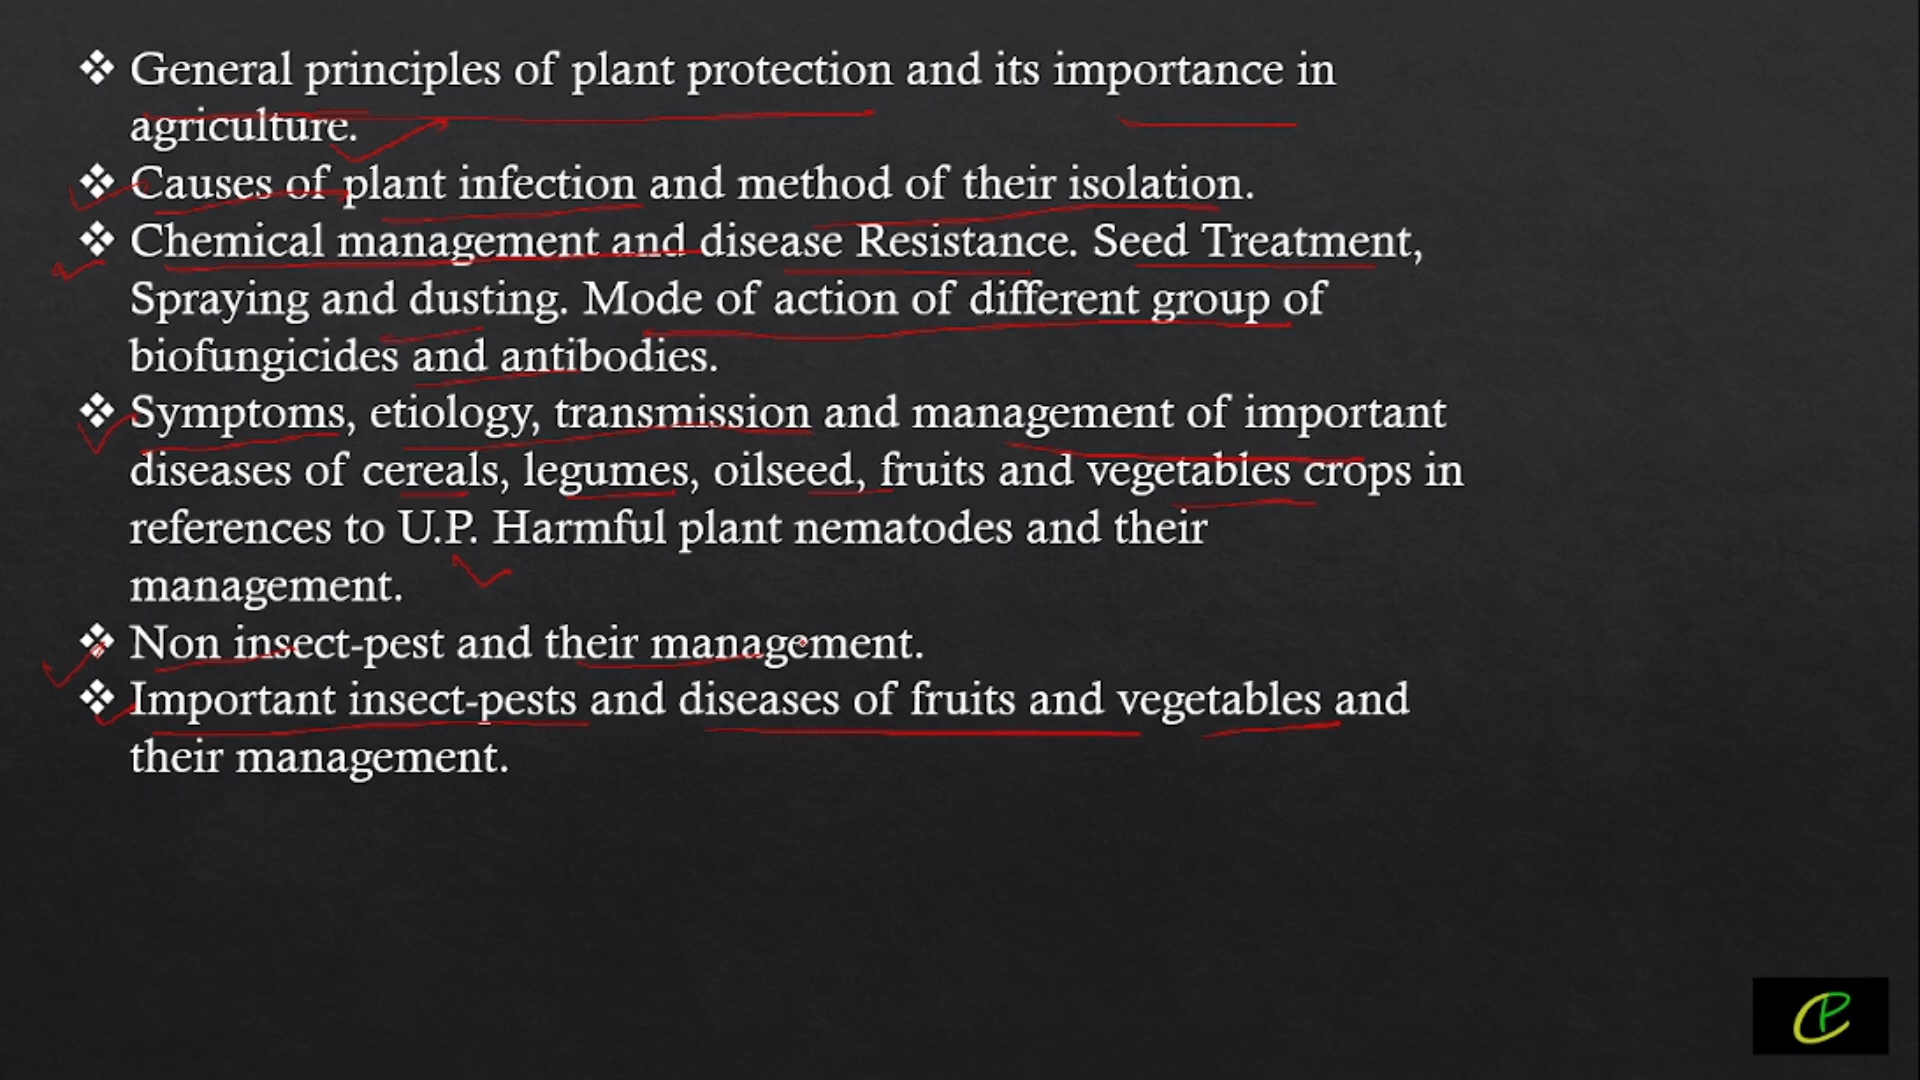 ❖ General principles of plant protection and its importance in
agriculture.
❖ Causes of plant infection and method of their isolation.
❖ Chemical management and disease Resistance. Seed Treatment,
Spraying and dusting. Mode of action of different group of
biofungicides and antibodies.
❖ Symptoms, etiology, transmission and management of important
diseases of cereals, legumes, oilseed, fruits and vegetables crops in
references to U.P. Harmful plant nematodes and their
management.
❖ Non insect-pest and their management.
❖ Important insect-pests and diseases of fruits and vegetables and
their management.
CP